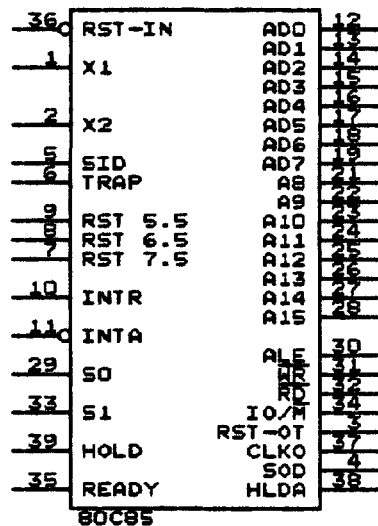 36 RST-IN
1 X1
2 X2
5 SID
6 TRAP
9 RST 5.5
8 RST 6.5
7 RST 7.5
10 INTR
11 INTA
29 S0
33 S1
39 HOLD
35 READY
AD0 12
AD1 13
AD2 14
AD3 15
AD4 16
AD5 17
AD6 18
AD7 19
A8 21
A9 22
A10 23
A11 24
A12 25
A13 26
A14 27
A15 28
ALE 30
WR 31
RD 32
IO/M 34
RST-OT 3
CLKO 37
SOD 4
HLDA 38
80C85